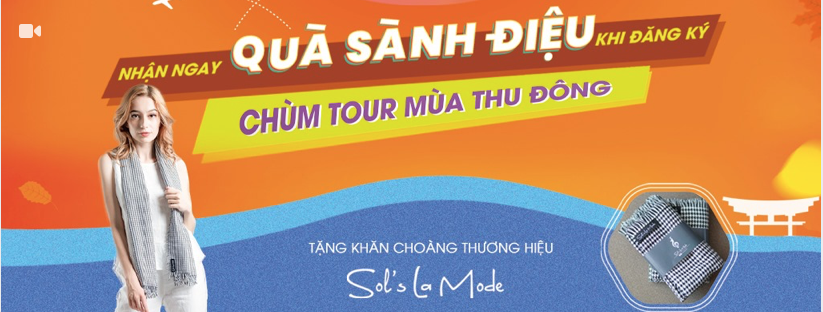 NHẬN NGAY QUÀ SÀNH ĐIỆU KHI ĐĂNG KÝ
CHÙM TOUR MÙA THU ĐÔNG
TẶNG KHĂN CHOÀNG THƯƠNG HIỆU
Sol's La Mode